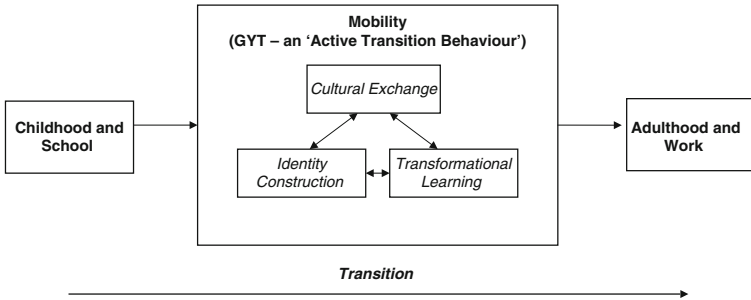 Mobility
(GYT – an ‘Active Transition Behaviour’)
Cultural Exchange
Childhood and
School
Adulthood and
Work
Identity
Construction
Transformational
Learning
Transition